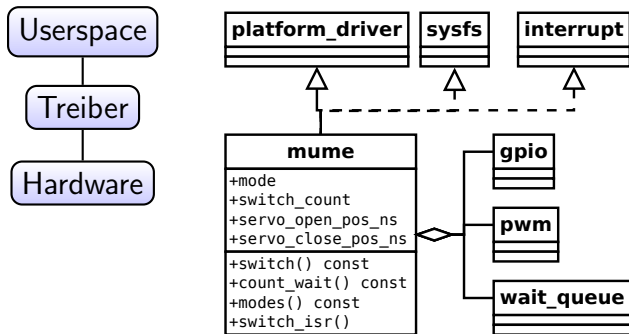 Userspace
Treiber
Hardware
platform_driver
sysfs
interrupt
mume
+mode
+switch_count
+servo_open_pos_ns
+servo_close_pos_ns
+switch() const
+count_wait() const
+modes() const
+switch_isr()
gpio
pwm
wait_queue